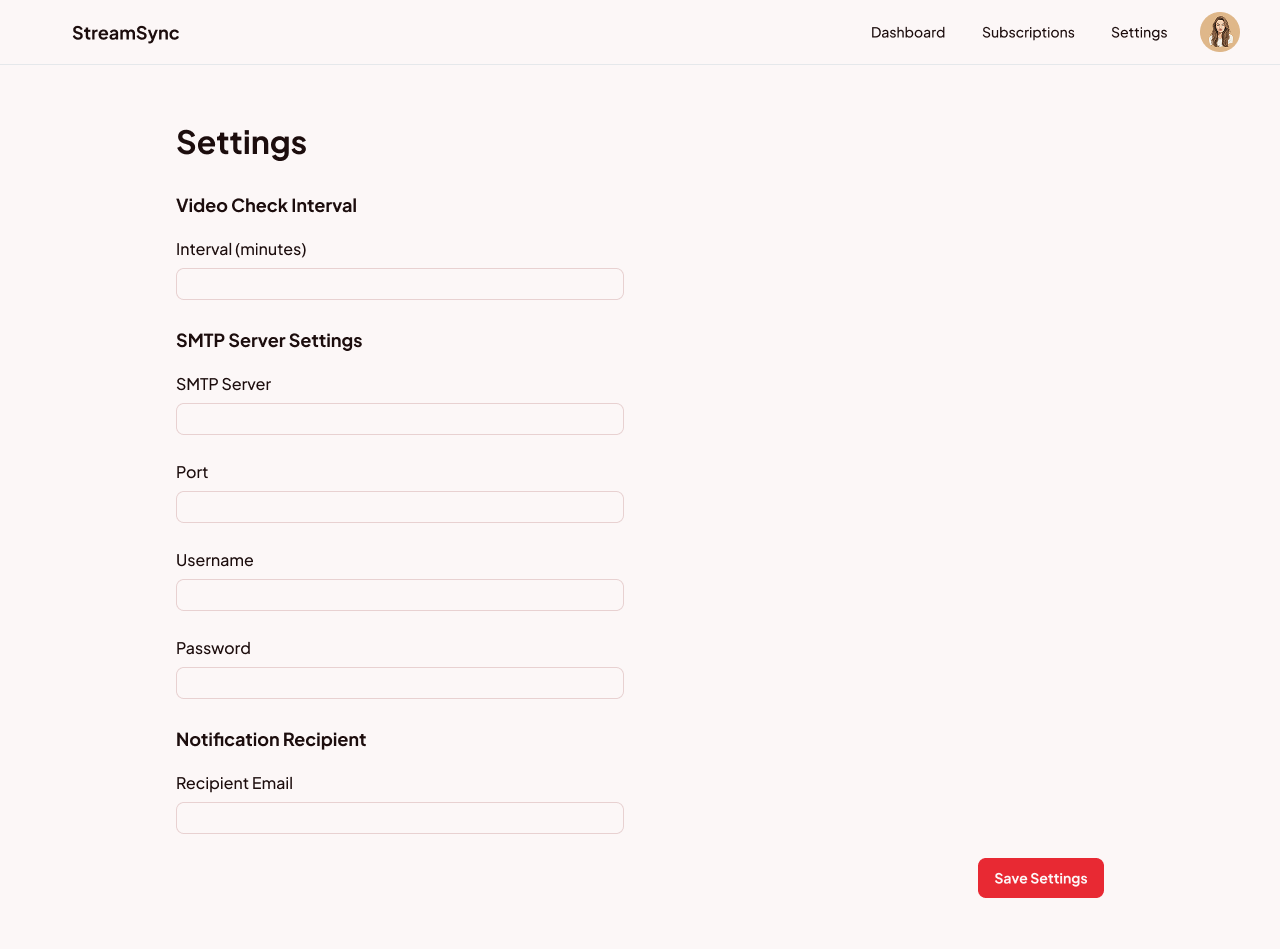 StreamSync
Dashboard
Subscriptions
Settings
Settings
Video Check Interval
Interval (minutes)
SMTP Server Settings
SMTP Server
Port
Username
Password
Notification Recipient
Recipient Email
Save Settings